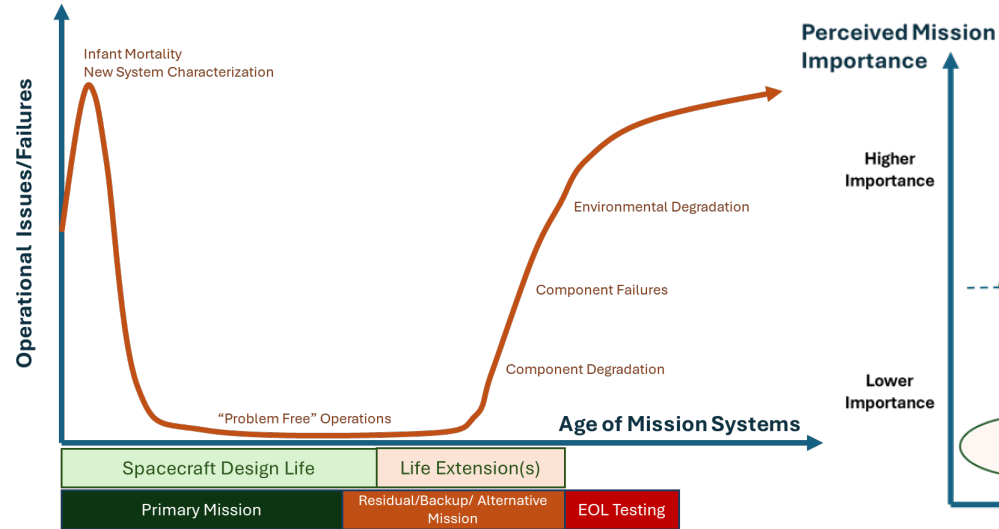 Operational Issues/Failures
Infant Mortality
New System Characterization
Environmental Degradation
Component Failures
Component Degradation
“Problem Free” Operations
Age of Mission Systems
Spacecraft Design Life
Life Extension(s)
Primary Mission
Residual/Backup/ Alternative
Mission
EOL Testing
Perceived Mission
Importance
Higher
Importance
Lower
Importance